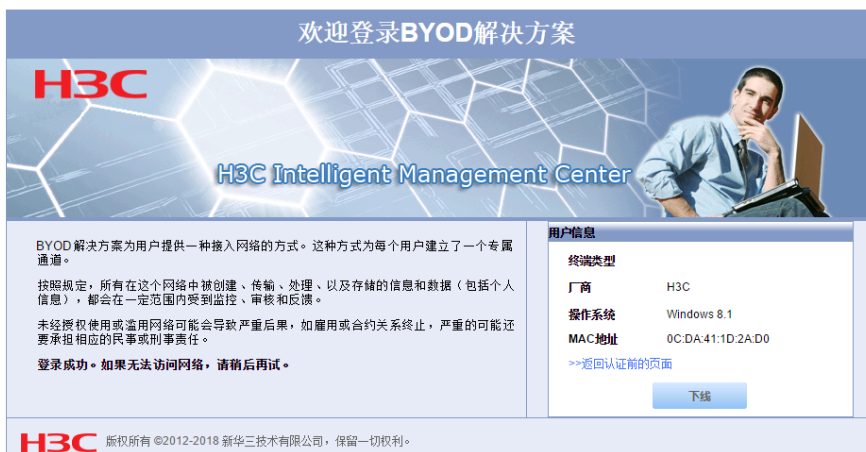 欢迎登录BYOD解决方案
H3C
H3C Intelligent Management Center
BYOD解决方案为用户提供一种接入网络的方式。这种方式为每个用户建立了一个专属
通道。
按照规定，所有在这个网络中被创建、传输、处理、以及存储的信息和数据（包括个人
信息），都会在一定范围内受到监控、审核和反馈。
未经授权使用或滥用网络可能会导致严重后果，如雇用或合约关系终止，严重的可能还
要承担相应的民事或刑事责任。
登录成功。如果无法访问网络，请稍后再试。
用户信息
终端类型
厂商 H3C
操作系统 Windows 8.1
MAC地址 0C:DA:41:1D:2A:D0
>>返回认证前的页面
下线
H3C 版权所有 ©2012-2018 新华三技术有限公司，保留一切权利。